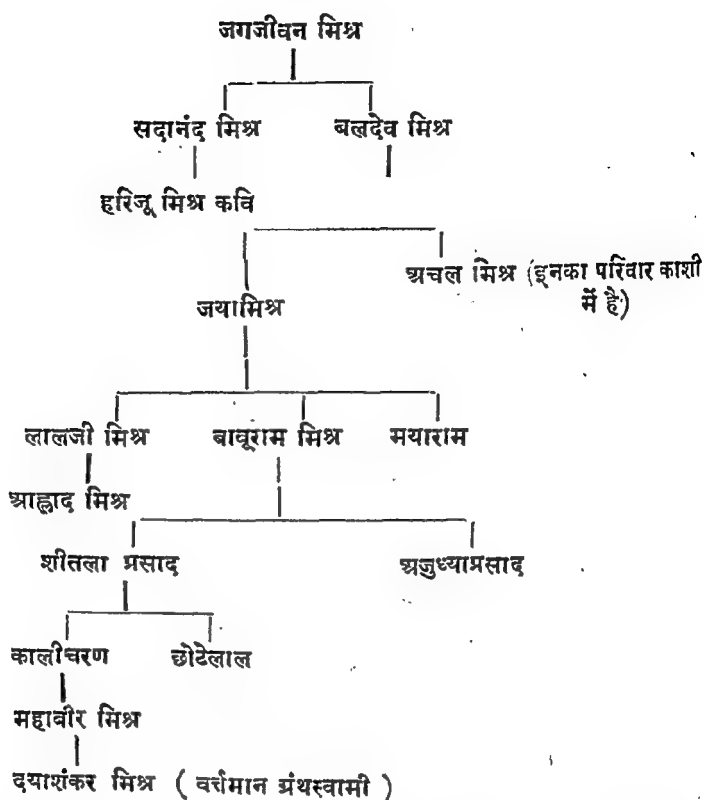 जगजीवन मिश्र
सदानंद मिश्र बलदेव मिश्र
हरिजू मिश्र कवि
अचल मिश्र (इनका परिवार काशी
में है)
जयामिश्र
लालजी मिश्र बाबूराम मिश्र मयाराम
आह्लाद मिश्र
शीतला प्रसाद अजुध्याप्रसाद
कालीचरण छोटेलाल
महाबीर मिश्र
दयाशंकर मिश्र ( वर्त्तमान ग्रंथस्वामी )